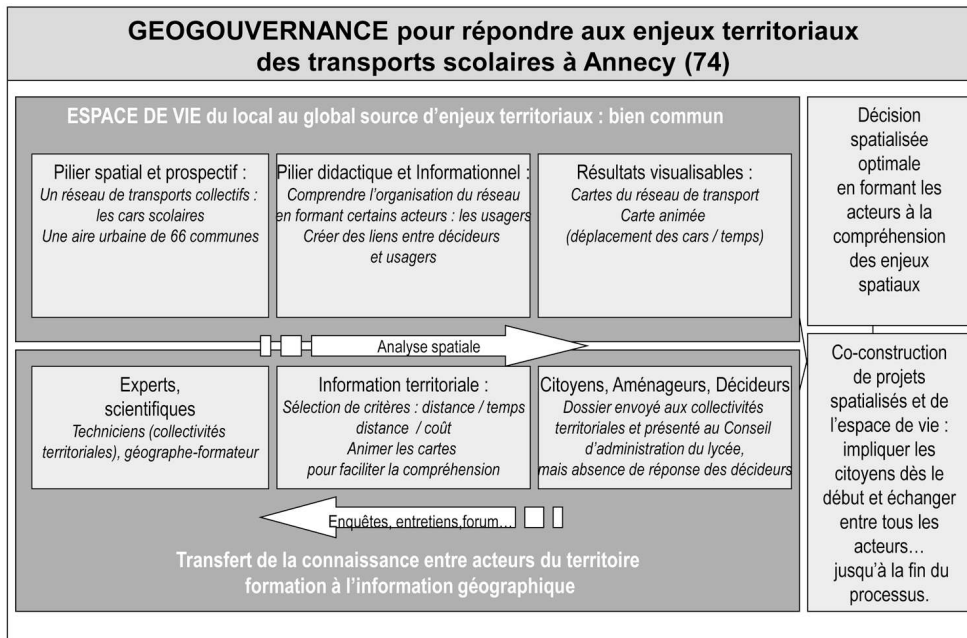 GEOGOUVERNANCE pour répondre aux enjeux territoriaux
des transports scolaires à Annecy (74)
ESPACE DE VIE du local au global source d'enjeux territoriaux : bien commun
Pilier spatial et prospectif :
Un réseau de transports collectifs :
les cars scolaires
Une aire urbaine de 66 communes
Pilier didactique et Informationnel :
Comprendre l'organisation du réseau
en formant certains acteurs : les usagers
Créer des liens entre décideurs
et usagers
Résultats visualisables :
Cartes du réseau de transport
Carte animée
(déplacement des cars / temps)
Analyse spatiale
Experts,
scientifiques
Techniciens (collectivités
territoriales), géographe-formateur
Information territoriale :
Sélection de critères : distance / temps
distance / coût
Animer les cartes
pour faciliter la compréhension
Citoyens, Aménageurs, Décideurs
Dossier envoyé aux collectivités
territoriales et présenté au Conseil
d'administration du lycée,
mais absence de réponse des décideurs
Enquêtes, entretiens,forum…
Transfert de la connaissance entre acteurs du territoire
formation à l'information géographique
Décision
spatialisée
optimale
en formant les
acteurs à la
compréhension
des enjeux
spatiaux
Co-construction
de projets
spatialisés et de
l'espace de vie :
impliquer les
citoyens dès le
début et échanger
entre tous les
acteurs…
jusqu'à la fin du
processus.